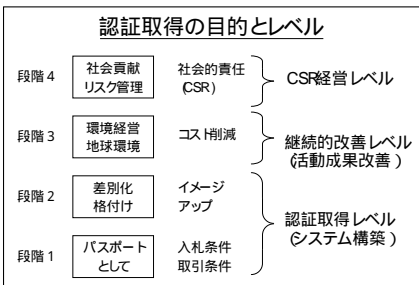 認証取得の目的とレベル
段階４
社会貢献
リスク管理
社会的責任
(CSR)
CSR経営レベル
段階３
環境経営
地球環境
コスト削減
継続的改善レベル
(活動成果改善）
段階２
差別化
格付け
イメージ
アップ
認証取得レベル
(システム構築）
段階１
パスポート
として
入札条件
取引条件